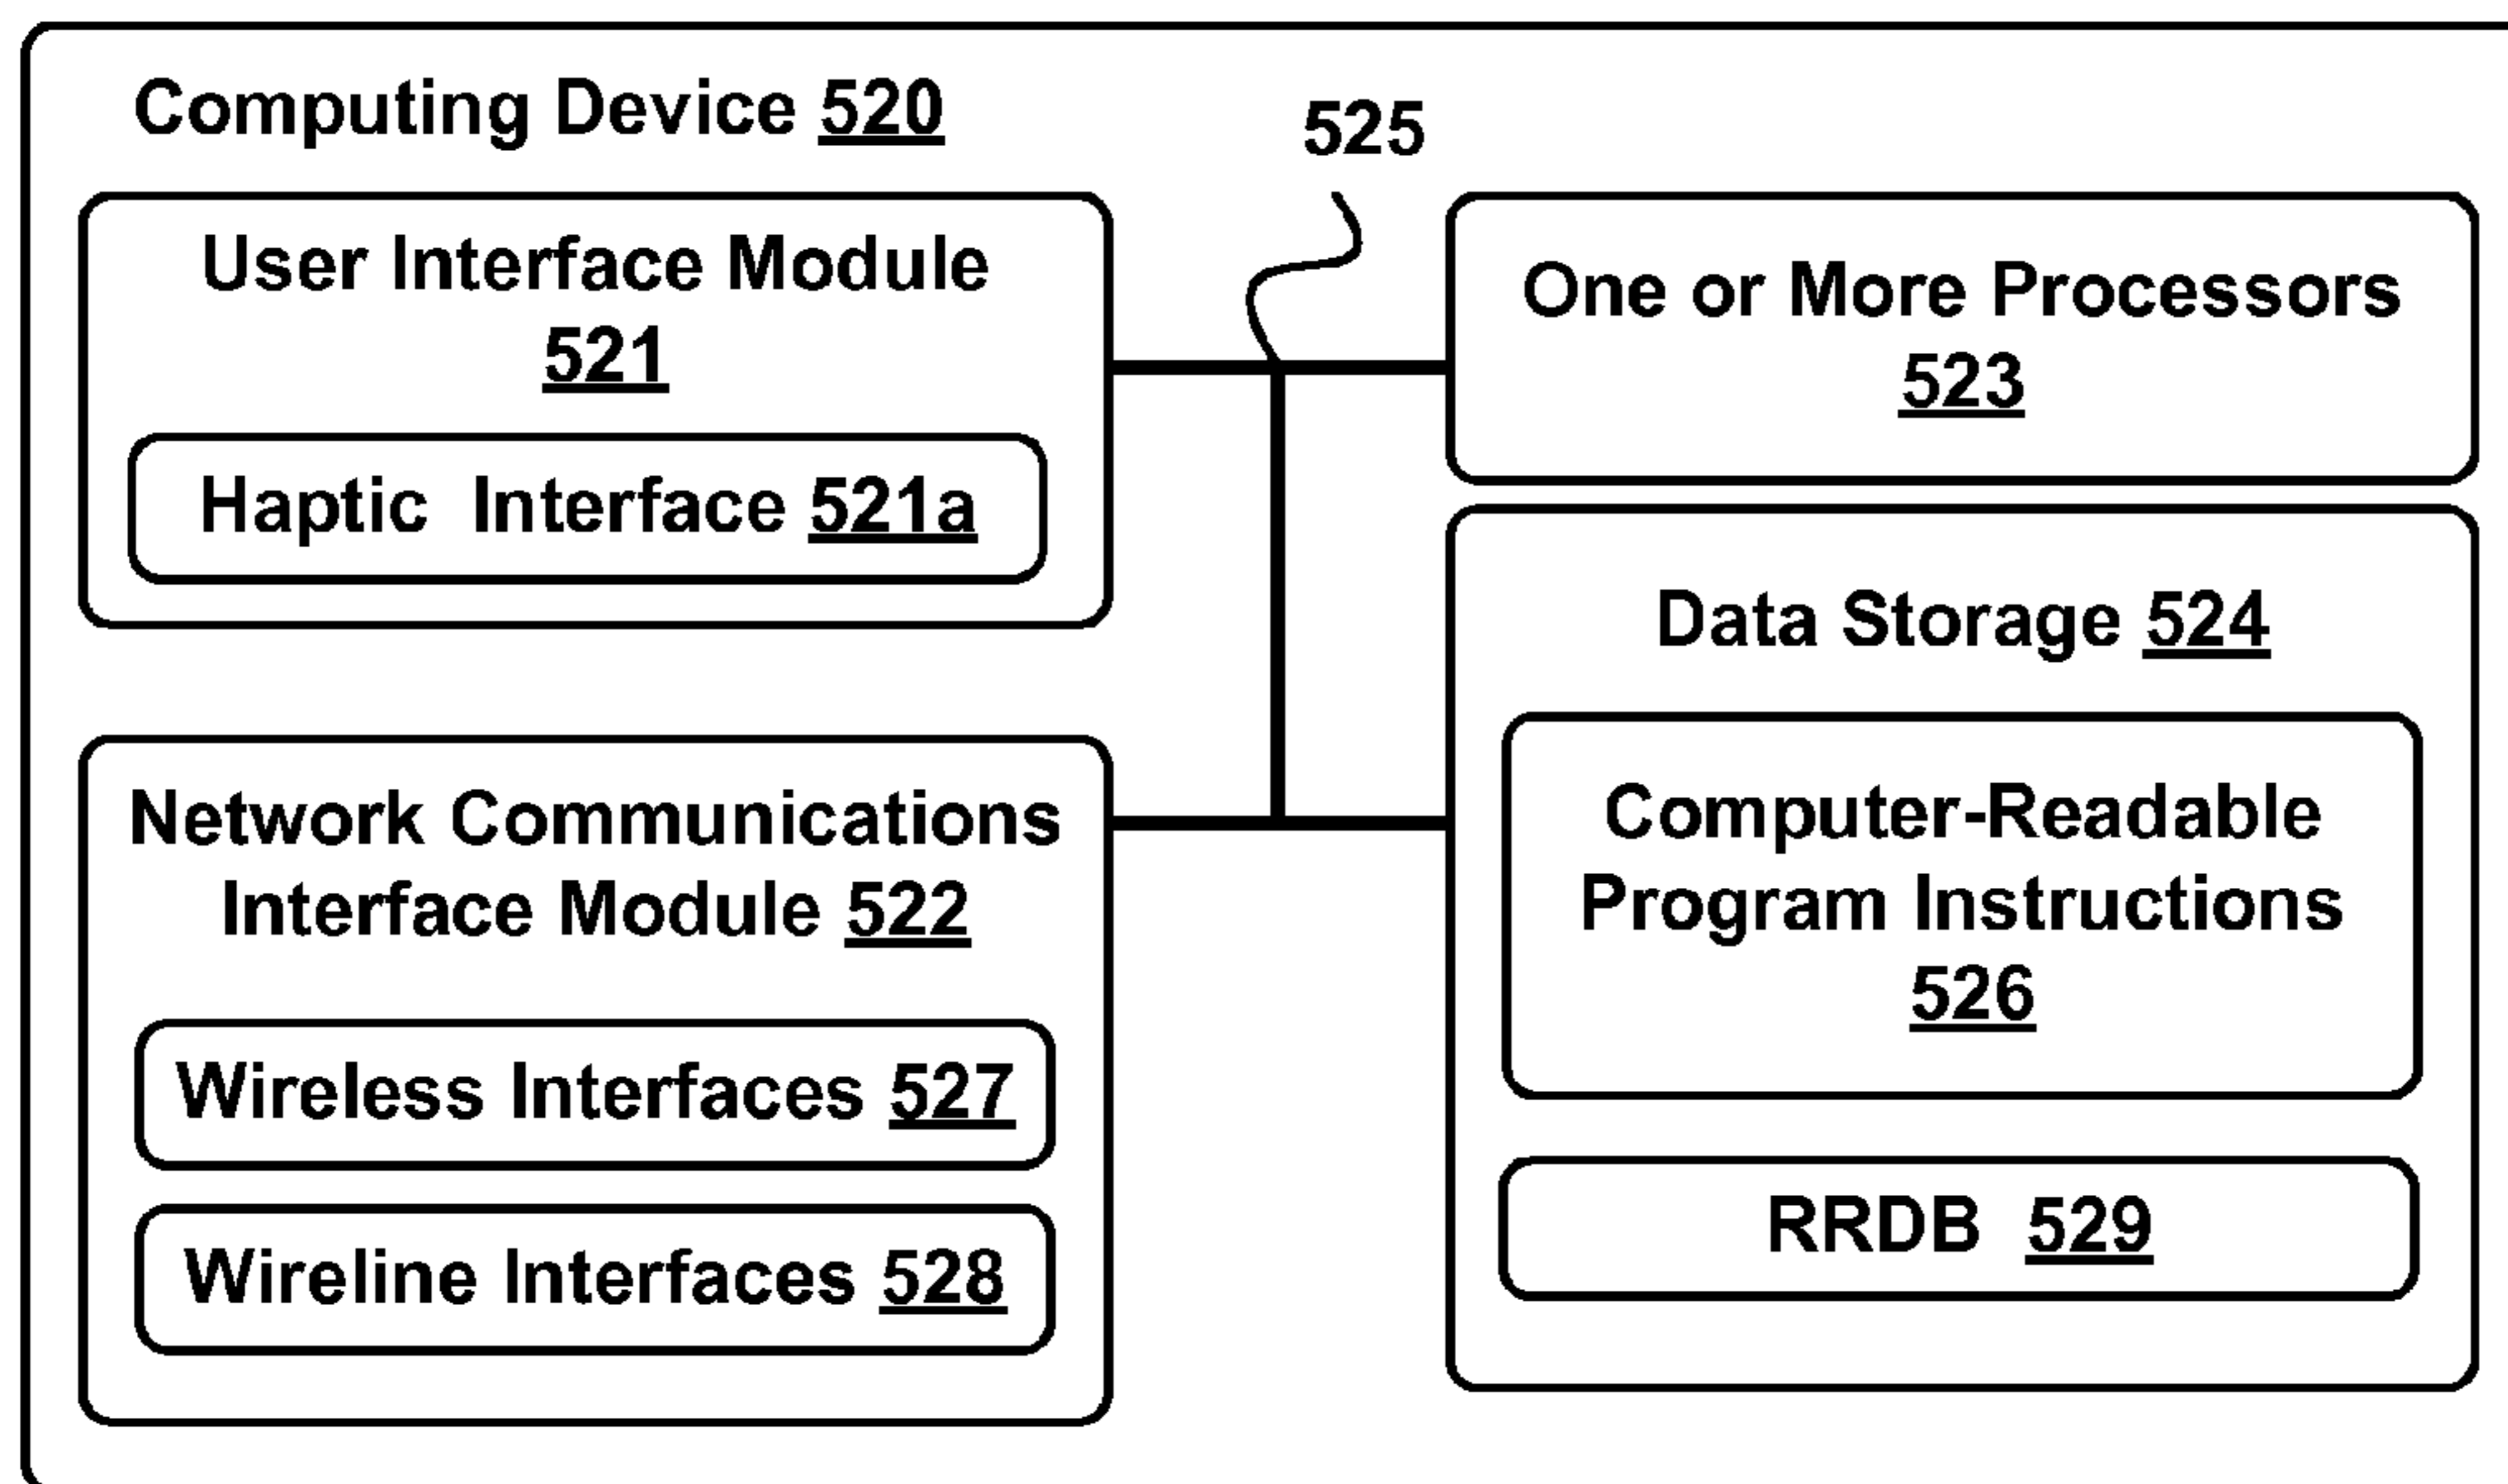 Computing Device 520
525
User Interface Module
521
Haptic Interface 521a
One or More Processors
523
Data Storage 524
Computer-Readable
Program Instructions
526
RRDB 529
Network Communications
Interface Module 522
Wireless Interfaces 527
Wireline Interfaces 528